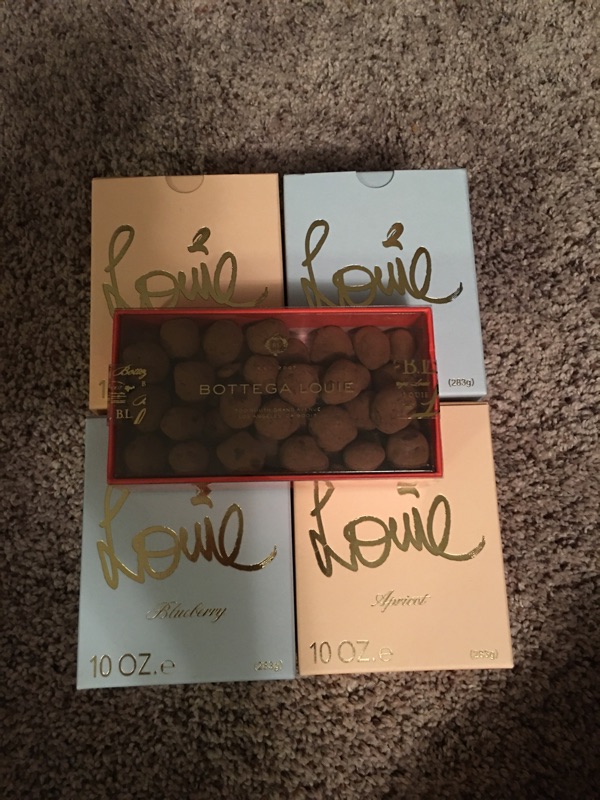 Louie
Louie
(283g)
BOTTEGA LOUIE
B.L
B.L
Louie
Louie
Blueberry
Apricot
10 OZ.e
(283g)
10 OZ.e
(283g)